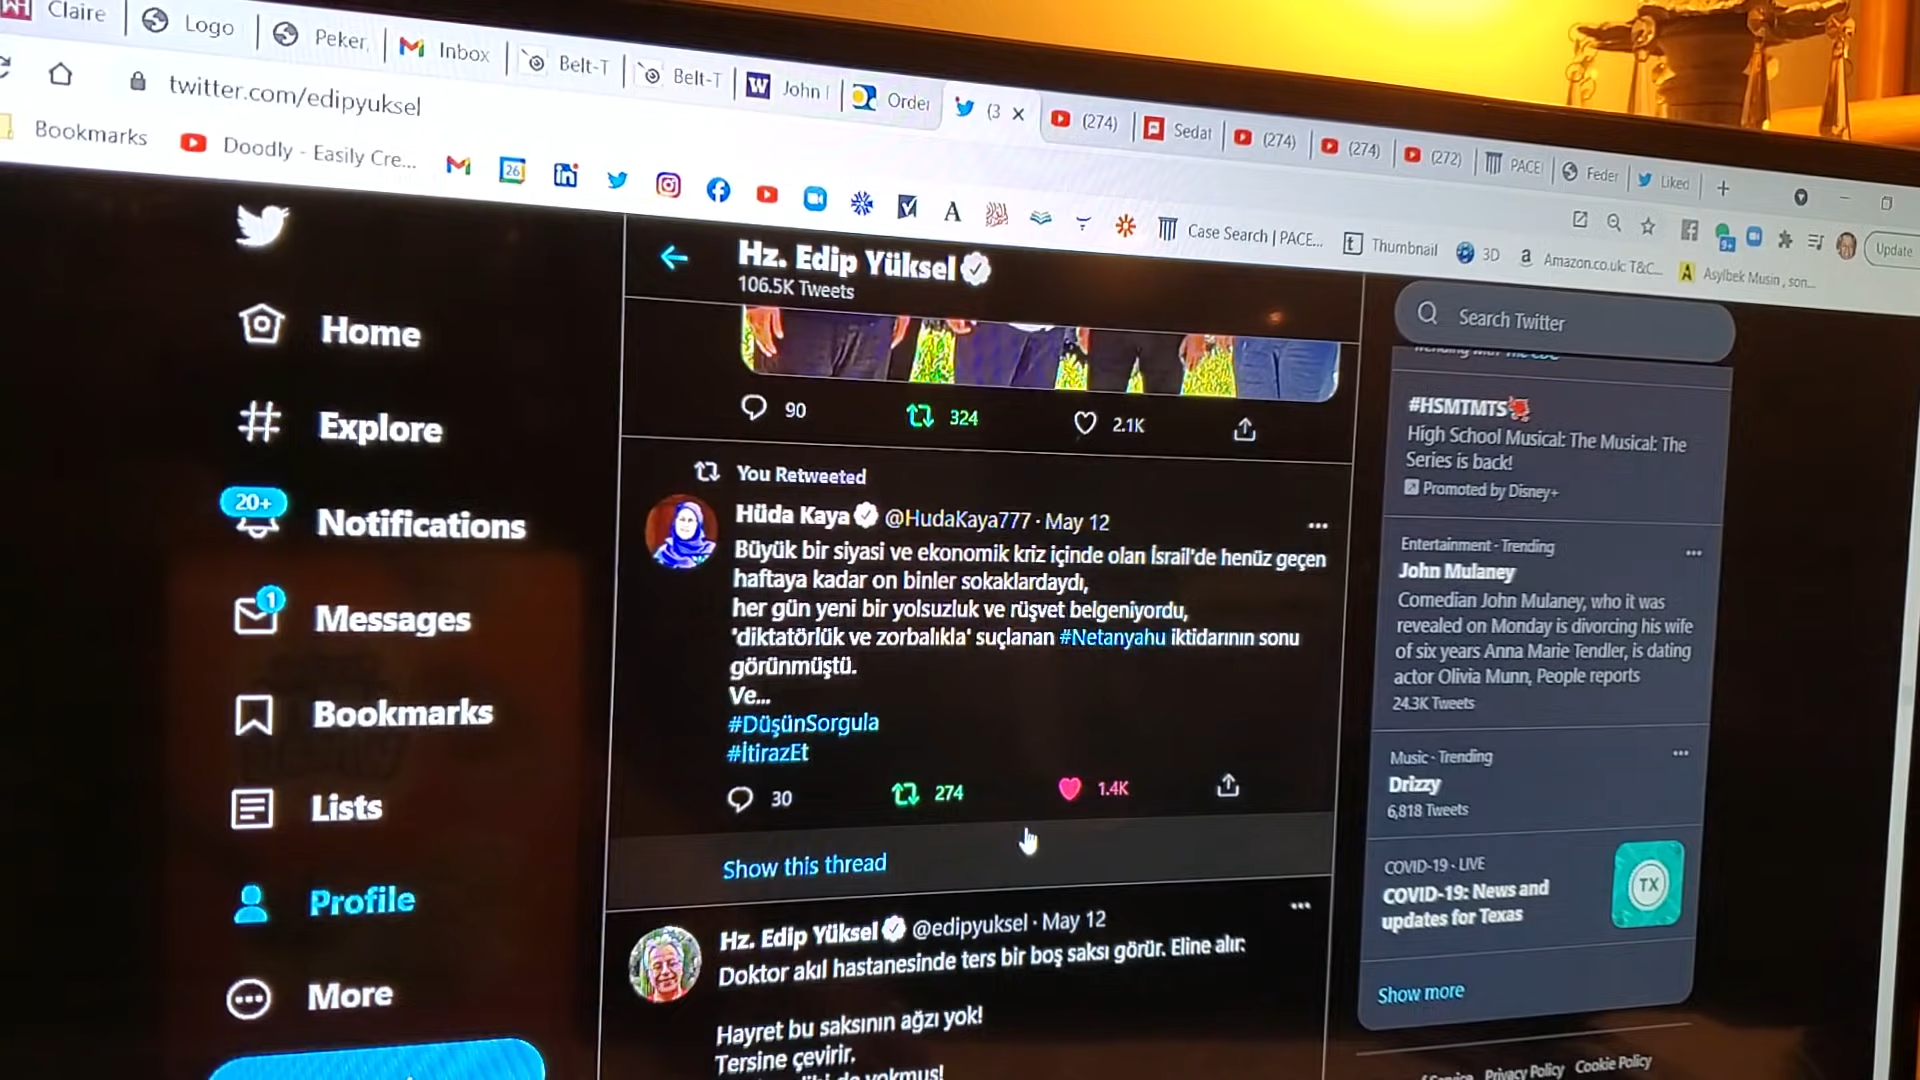 Claire
Logo
Peker,
Inbox
Belt-T
Belt-T
W
John
Order
(3
(274)
Sedat
(274)
(274)
(272)
PACE
Feder
Liked
twitter.com/edipyuksel
Update
Bookmarks
Doodly - Easily Cre...
26
Case Search | PACE...
Thumbnail
3D
Amazon.co.uk: T&C...
Asylbek Musin , son...
Home
Explore
20+
Notifications
1
Messages
Bookmarks
Lists
Profile
More
Hz. Edip Yüksel
106.5K Tweets
90
324
2.1K
You Retweeted
Hüda Kaya @HudaKaya777 · May 12
Büyük bir siyasi ve ekonomik kriz içinde olan İsrail'de henüz geçen
haftaya kadar on binler sokaklardaydı,
her gün yeni bir yolsuzluk ve rüşvet belgeniyordu,
'diktatörlük ve zorbalıkla' suçlanan #Netanyahu iktidarının sonu
görünmüştü.
Ve...
#DüşünSorgula
#İtirazEt
30
274
1.4K
Show this thread
Hz. Edip Yüksel @edipyuksel · May 12
Doktor akıl hastanesinde ters bir boş saksı görür. Eline alır:
Hayret bu saksının ağzı yok!
Tersine çevirir.
Search Twitter
#HSMTMTS
High School Musical: The Musical: The
Series is back!
Promoted by Disney+
Entertainment · Trending
John Mulaney
Comedian John Mulaney, who it was
revealed on Monday is divorcing his wife
of six years Anna Marie Tendler, is dating
actor Olivia Munn, People reports
24.3K Tweets
Music · Trending
Drizzy
6,818 Tweets
COVID-19 · LIVE
COVID-19: News and
updates for Texas
TX
Show more
Privacy Policy Cookie Policy